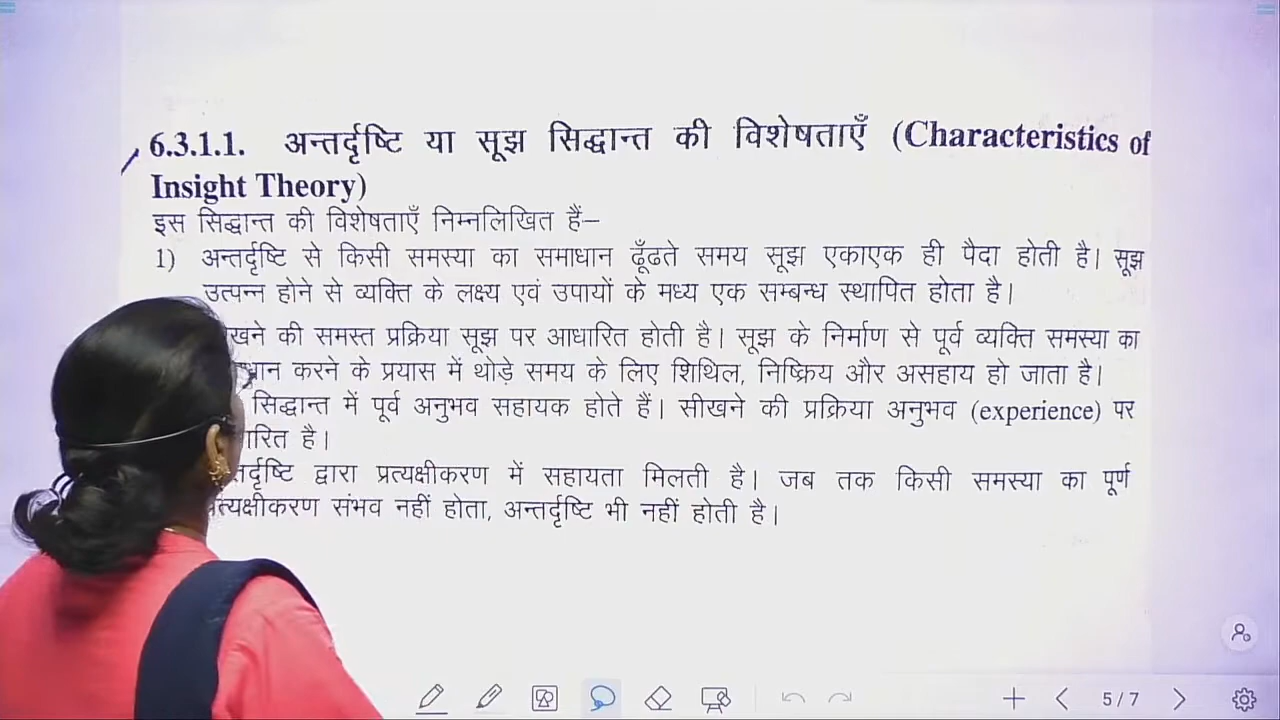 6.3.1.1. अन्तर्दृष्टि या सूझ सिद्धान्त की विशेषताएँ (Characteristics of
Insight Theory)
इस सिद्धान्त की विशेषताएँ निम्नलिखित हैं–
1) अन्तर्दृष्टि से किसी समस्या का समाधान ढूँढते समय सूझ एकाएक ही पैदा होती है। सूझ
उत्पन्न होने से व्यक्ति के लक्ष्य एवं उपायों के मध्य एक सम्बन्ध स्थापित होता है।
की समस्त प्रक्रिया सूझ पर आधारित होती है। सूझ के निर्माण से पूर्व व्यक्ति समस्या का
करने के प्रयास में थोड़े समय के लिए शिथिल, निष्क्रिय और असहाय हो जाता है।
सिद्धान्त में पूर्व अनुभव सहायक होते हैं। सीखने की प्रक्रिया अनुभव (experience) पर
है।
द्वारा प्रत्यक्षीकरण में सहायता मिलती है। जब तक किसी समस्या का पूर्ण
संभव नहीं होता, अन्तर्दृष्टि भी नहीं होती है।
5/7